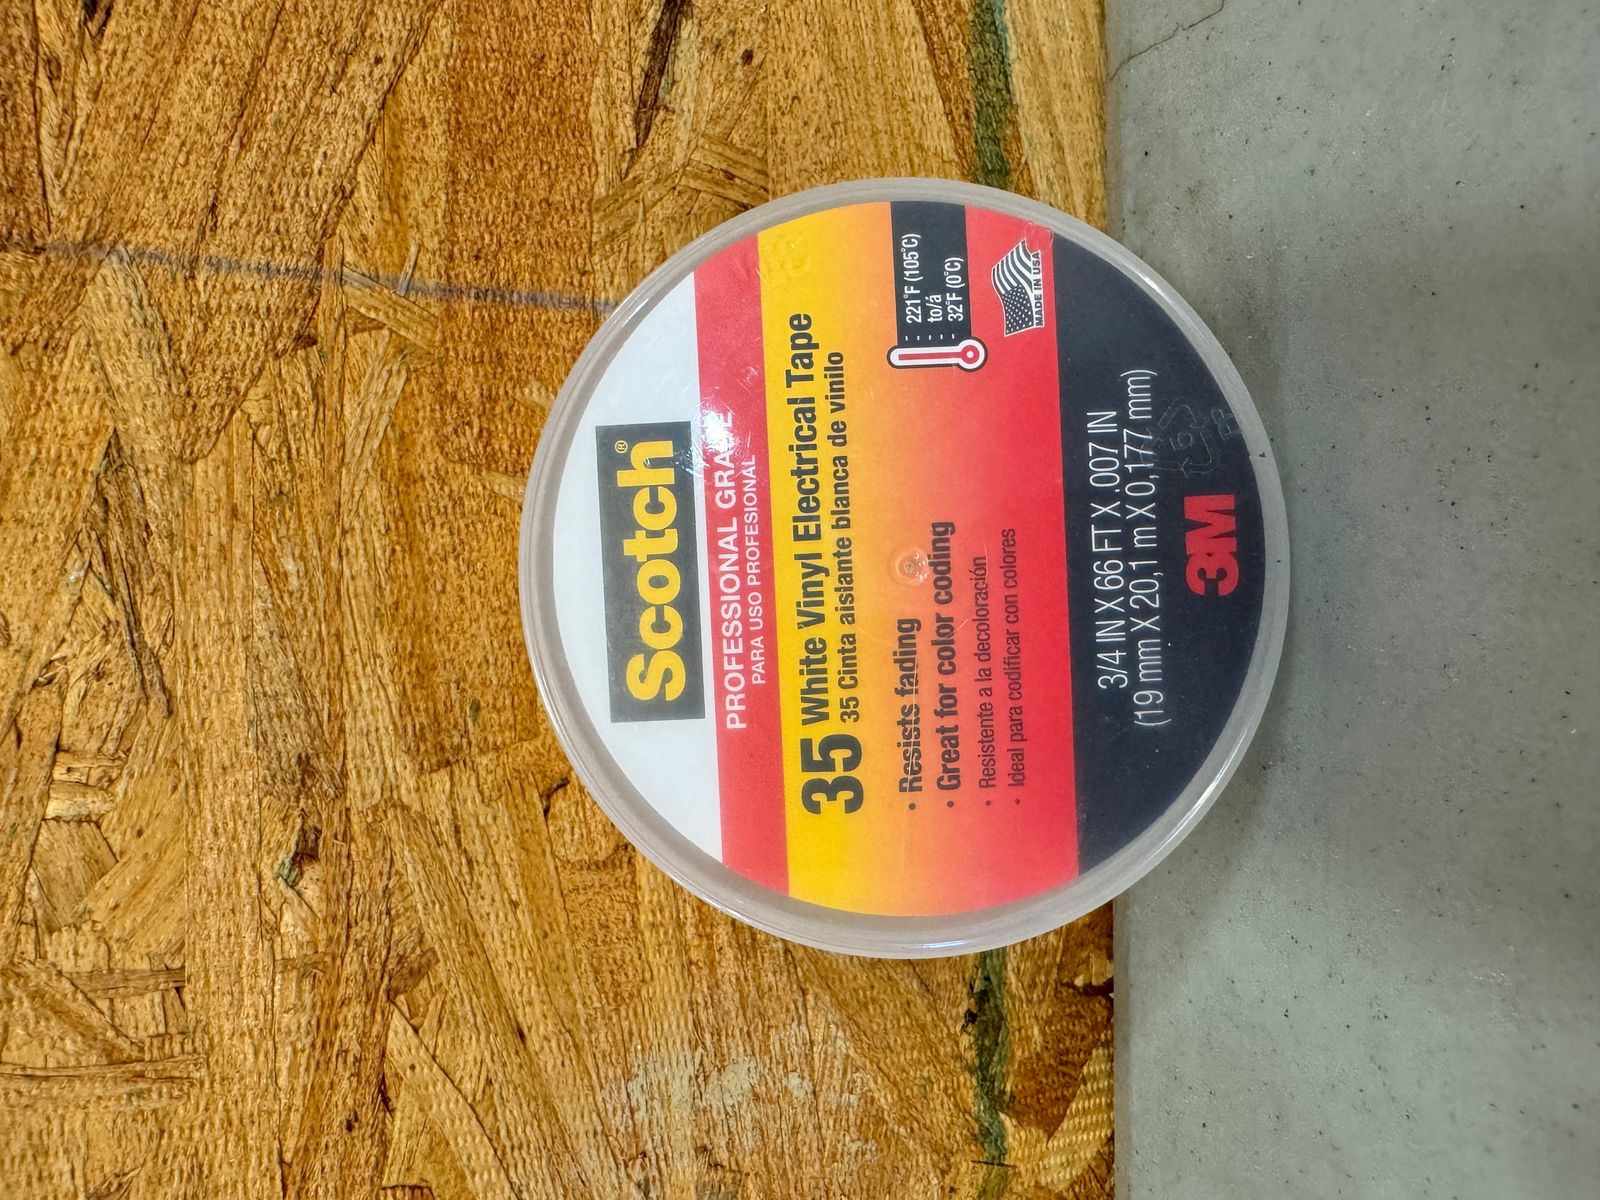 Scotch®
PROFESSIONAL GRADE
PARA USO PROFESIONAL
35 White Vinyl Electrical Tape
35 Cinta aislante blanca de vinilo
221°F (105°C)
to/á
32°F (0°C)
• Resists fading
• Great for color coding
• Resistente a la decoloración
• Ideal para codificar con colores
MADE IN USA
3/4 IN X 66 FT X .007 IN
(19 mm X 20,1 m X 0,177 mm)
3M